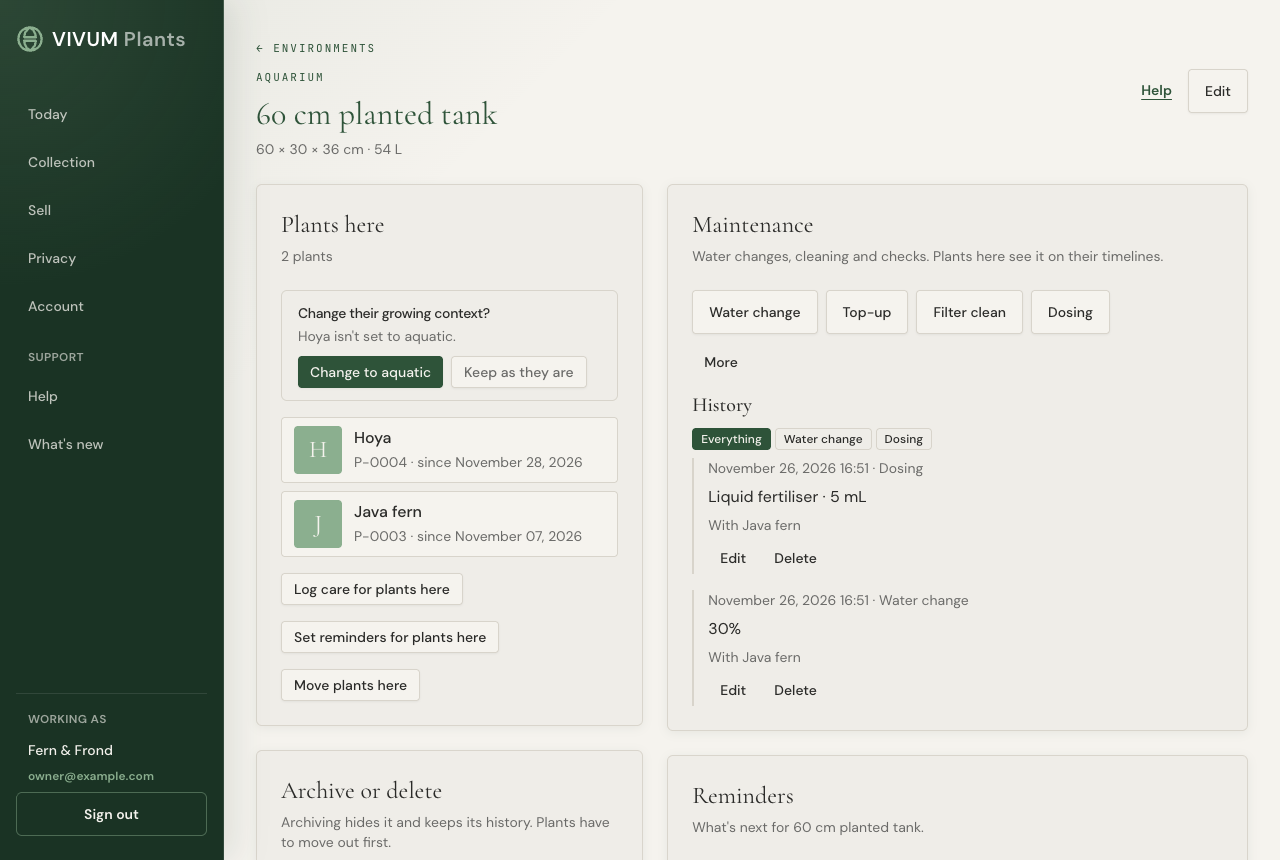 VIVUM Plants
Today
Collection
Sell
Privacy
Account
SUPPORT
Help
What's new
WORKING AS
Fern & Frond
owner@example.com
Sign out
← ENVIRONMENTS
AQUARIUM
60 cm planted tank
60 × 30 × 36 cm · 54 L
Help
Edit
Plants here
2 plants
Change their growing context?
Hoya isn't set to aquatic.
Change to aquatic
Keep as they are
H
Hoya
P-0004 · since November 28, 2026
J
Java fern
P-0003 · since November 07, 2026
Log care for plants here
Set reminders for plants here
Move plants here
Archive or delete
Archiving hides it and keeps its history. Plants have
to move out first.
Maintenance
Water changes, cleaning and checks. Plants here see it on their timelines.
Water change
Top-up
Filter clean
Dosing
More
History
Everything
Water change
Dosing
November 26, 2026 16:51 · Dosing
Liquid fertiliser · 5 mL
With Java fern
Edit
Delete
November 26, 2026 16:51 · Water change
30%
With Java fern
Edit
Delete
Reminders
What's next for 60 cm planted tank.